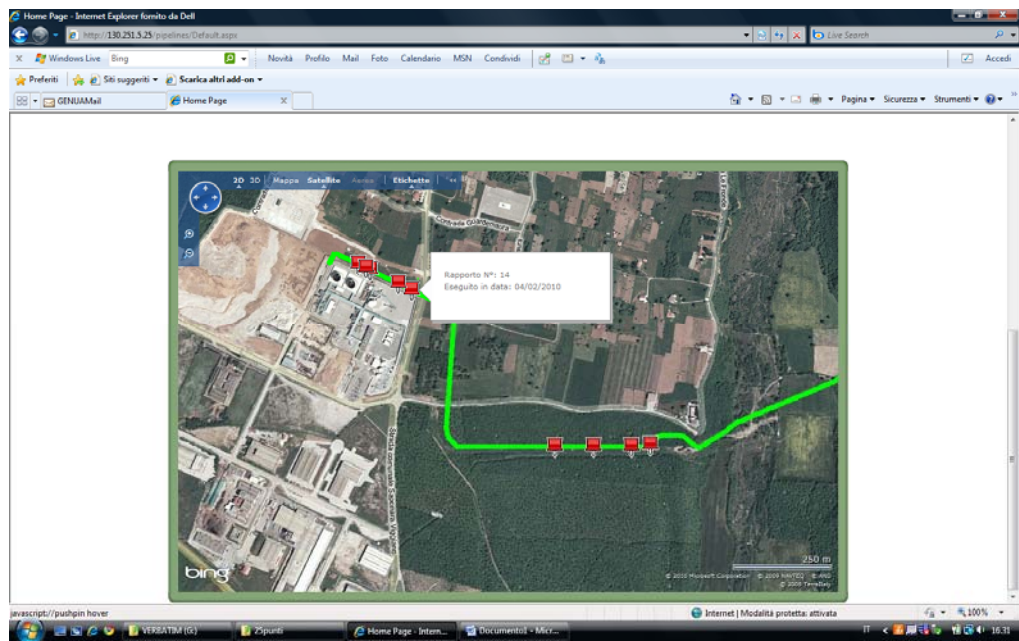 Home Page - Internet Explorer fornito da Dell
http://130.251.5.25/pipelines/Default.aspx
Live Search
X Windows Live Bing Novità Profilo Mail Foto Calendario MSN Condividi Accedi
Preferiti Siti suggeriti Scarica altri add-on
GENUAMail Home Page X Pagina Sicurezza Strumenti
2D 3D Mappa Satellite Aerea Etichette
Contrada Guardemaura
Rapporto N°: 14
Eseguito in data: 04/02/2010
250 m
bing
© 2010 Microsoft Corporation © 2009 NAVTEQ © AND
© 2009 TerraItaly
javascript://pushpin hover Internet | Modalità protetta: attivata 100%
VERBATIM (G:) 25punti Home Page - Intern... Documento1 - Micr... IT 16.31